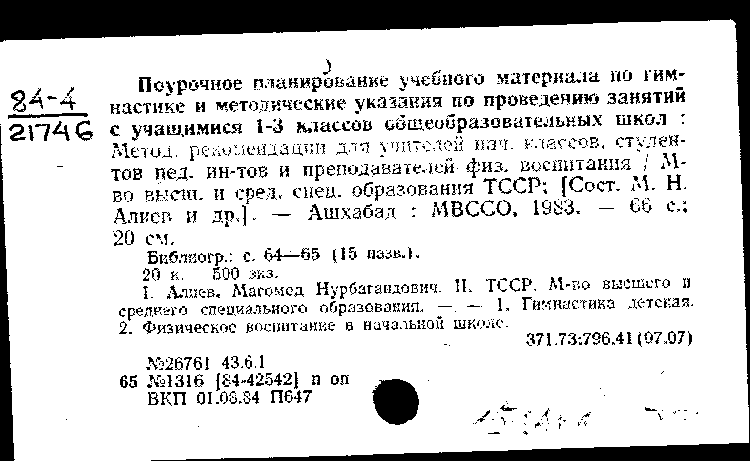 84-4
21746
Поурочное планирование учебного материала по гим-
настике и методические указания по проведению занятий
с учащимися 1-3 классов общеобразовательных школ :
Метод. рекомендации для учителей нач. классов, студен-
тов пед. ин-тов и преподавателей физ. воспитания / М-
во высш. и сред. спец. образования ТССР; [Сост. М. Н.
Алиев и др.]. — Ашхабад : МВССО, 1983. — 66 с.;
20 см.
Библиогр.: с. 64—65 (15 назв.).
20 к. 500 экз.
I. Алиев, Магомед Нурбагандович. II. ТССР. М-во высшего и
среднего специального образования. — — 1. Гимнастика детская.
2. Физическое воспитание в начальной школе.
371.73:796.41(07.07)
№26761 43.6.1
65 №1316 [84-42542] п оп
ВКП 01.08.84 П647